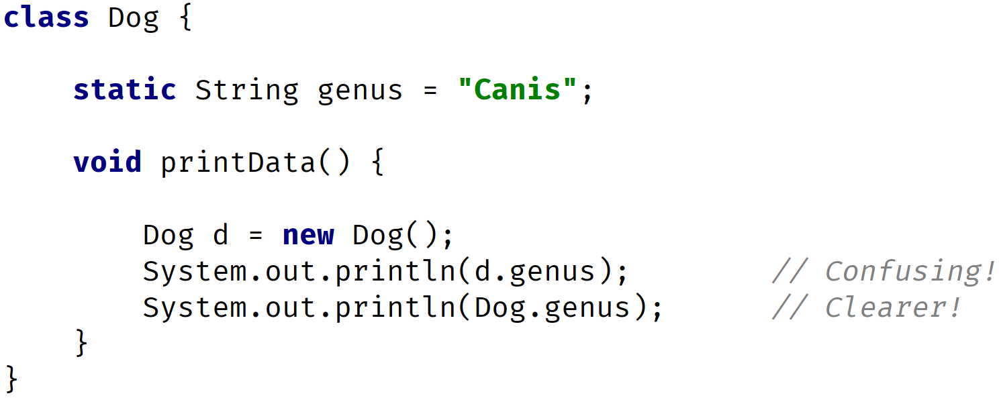 class Dog {
static String genus = "Canis";
void printData() {
Dog d = new Dog();
System.out.println(d.genus); // Confusing!
System.out.println(Dog.genus); // Clearer!
}
}